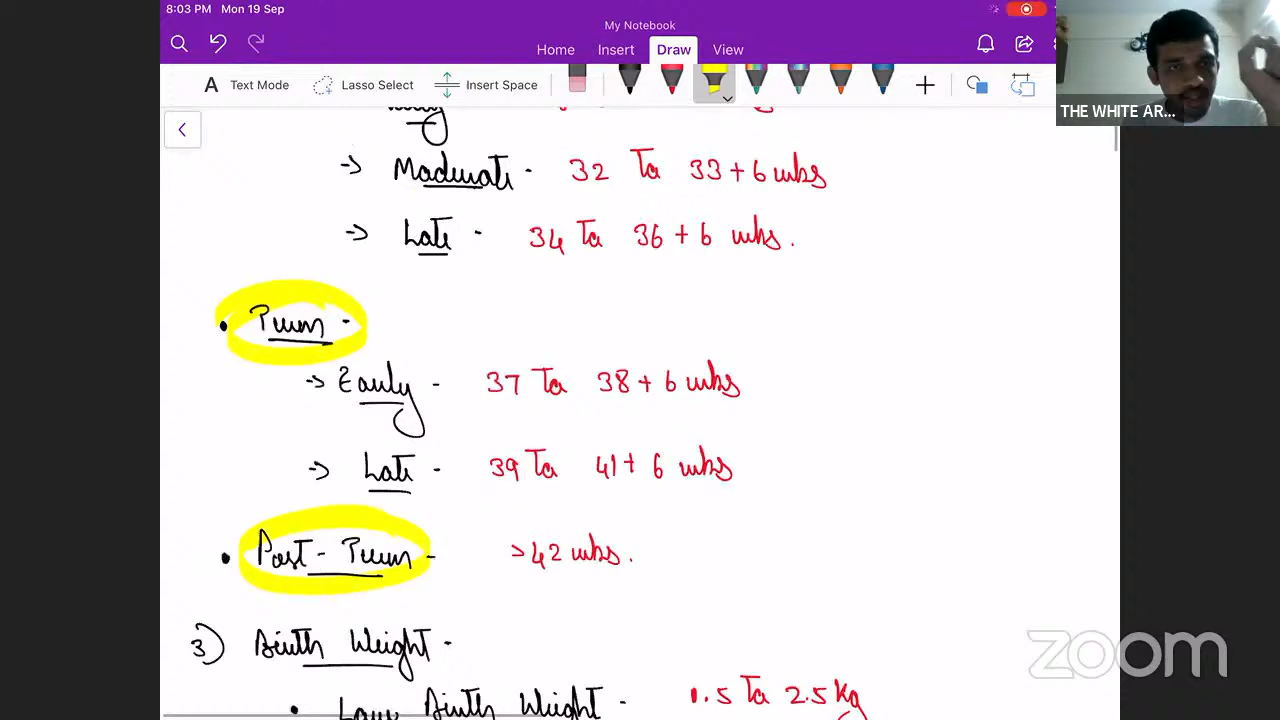 8:03 PM Mon 19 Sep
My Notebook
Home Insert Draw View
Text Mode Lasso Select Insert Space
THE WHITE AR...
→ Moderate - 32 To 33+6 wks
→ Late - 34 To 36+6 wks.
• Term -
→ Early - 37 To 38+6 wks
→ Late - 39 To 41+6 wks
• Post-Term - >42 wks.
3) Birth Weight -
• Low Birth Weight - 1.5 To 2.5 kg
zoom